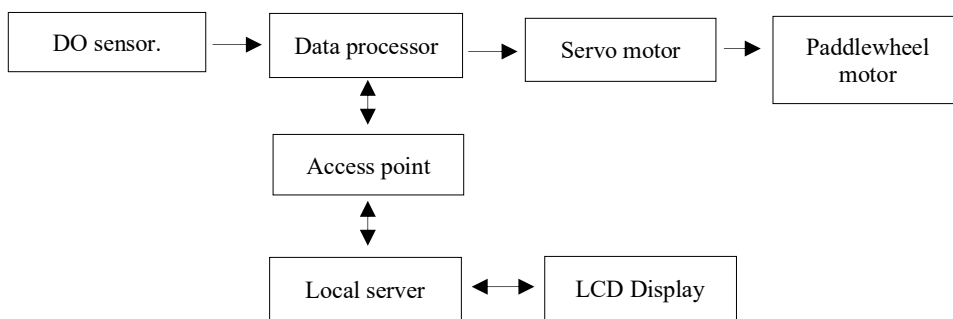 DO sensor.
Data processor
Servo motor
Paddlewheel
motor
Access point
Local server
LCD Display